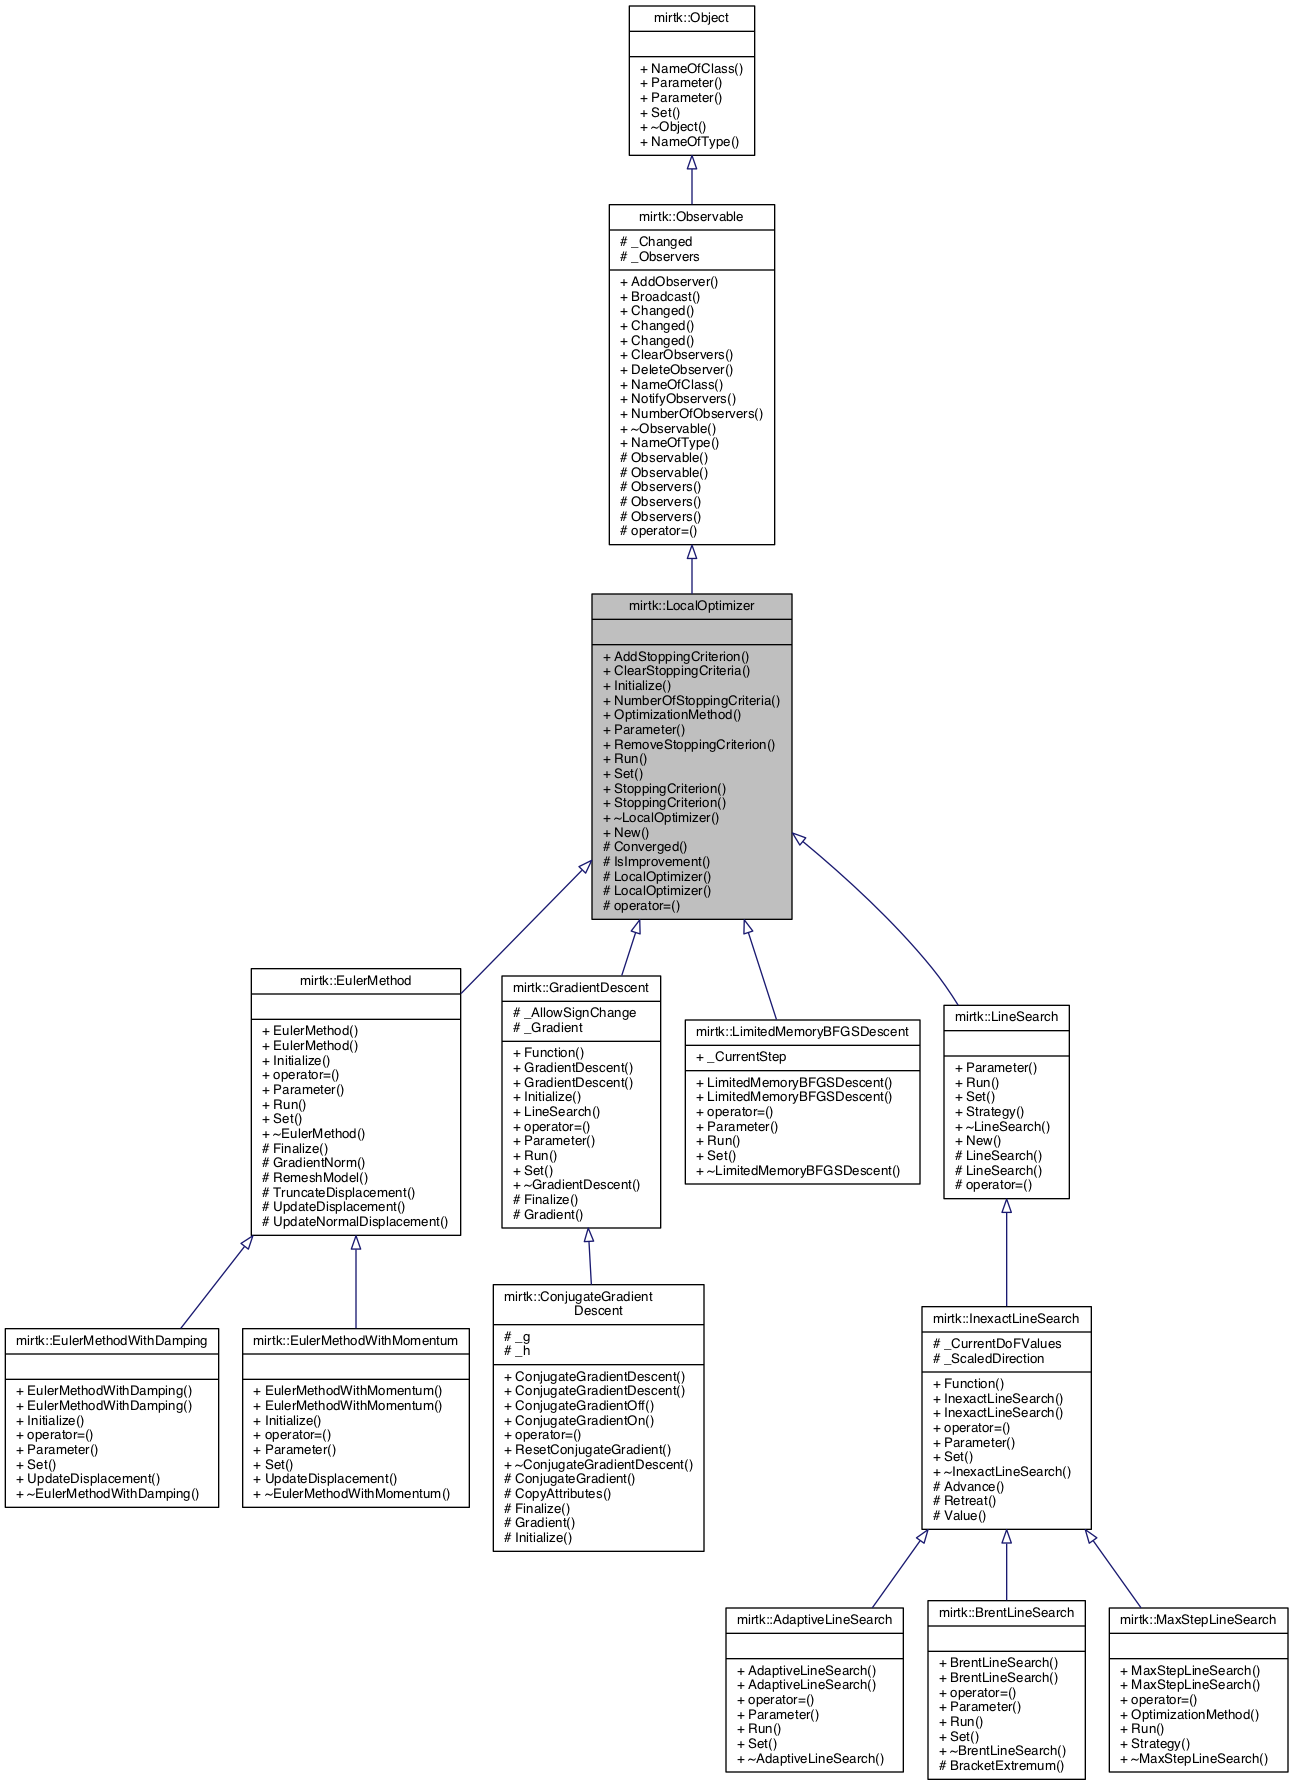 mirtk::Object
+ NameOfClass()
+ Parameter()
+ Parameter()
+ Set()
+ ~Object()
+ NameOfType()
mirtk::Observable
# _Changed
# _Observers
+ AddObserver()
+ Broadcast()
+ Changed()
+ Changed()
+ Changed()
+ ClearObservers()
+ DeleteObserver()
+ NameOfClass()
+ NotifyObservers()
+ NumberOfObservers()
+ ~Observable()
+ NameOfType()
# Observable()
# Observable()
# Observers()
# Observers()
# Observers()
# operator=()
mirtk::LocalOptimizer
+ AddStoppingCriterion()
+ ClearStoppingCriteria()
+ Initialize()
+ NumberOfStoppingCriteria()
+ OptimizationMethod()
+ Parameter()
+ RemoveStoppingCriterion()
+ Run()
+ Set()
+ StoppingCriterion()
+ StoppingCriterion()
+ ~LocalOptimizer()
+ New()
# Converged()
# IsImprovement()
# LocalOptimizer()
# LocalOptimizer()
# operator=()
mirtk::EulerMethod
+ EulerMethod()
+ EulerMethod()
+ Initialize()
+ operator=()
+ Parameter()
+ Run()
+ Set()
+ ~EulerMethod()
# Finalize()
# GradientNorm()
# RemeshModel()
# TruncateDisplacement()
# UpdateDisplacement()
# UpdateNormalDisplacement()
mirtk::GradientDescent
# _AllowSignChange
# _Gradient
+ Function()
+ GradientDescent()
+ GradientDescent()
+ Initialize()
+ LineSearch()
+ operator=()
+ Parameter()
+ Run()
+ Set()
+ ~GradientDescent()
# Finalize()
# Gradient()
mirtk::LimitedMemoryBFGSDescent
+ _CurrentStep
+ LimitedMemoryBFGSDescent()
+ LimitedMemoryBFGSDescent()
+ operator=()
+ Parameter()
+ Run()
+ Set()
+ ~LimitedMemoryBFGSDescent()
mirtk::LineSearch
+ Parameter()
+ Run()
+ Set()
+ Strategy()
+ ~LineSearch()
+ New()
# LineSearch()
# LineSearch()
# operator=()
mirtk::EulerMethodWithDamping
+ EulerMethodWithDamping()
+ EulerMethodWithDamping()
+ Initialize()
+ operator=()
+ Parameter()
+ Set()
+ UpdateDisplacement()
+ ~EulerMethodWithDamping()
mirtk::EulerMethodWithMomentum
+ EulerMethodWithMomentum()
+ EulerMethodWithMomentum()
+ Initialize()
+ operator=()
+ Parameter()
+ Set()
+ UpdateDisplacement()
+ ~EulerMethodWithMomentum()
mirtk::ConjugateGradient
Descent
# _g
# _h
+ ConjugateGradientDescent()
+ ConjugateGradientDescent()
+ ConjugateGradientOff()
+ ConjugateGradientOn()
+ operator=()
+ ResetConjugateGradient()
+ ~ConjugateGradientDescent()
# ConjugateGradient()
# CopyAttributes()
# Finalize()
# Gradient()
# Initialize()
mirtk::InexactLineSearch
# _CurrentDoFValues
# _ScaledDirection
+ Function()
+ InexactLineSearch()
+ InexactLineSearch()
+ operator=()
+ Parameter()
+ Set()
+ ~InexactLineSearch()
# Advance()
# Retreat()
# Value()
mirtk::AdaptiveLineSearch
+ AdaptiveLineSearch()
+ AdaptiveLineSearch()
+ operator=()
+ Parameter()
+ Run()
+ Set()
+ ~AdaptiveLineSearch()
mirtk::BrentLineSearch
+ BrentLineSearch()
+ BrentLineSearch()
+ operator=()
+ Parameter()
+ Run()
+ Set()
+ ~BrentLineSearch()
# BracketExtremum()
mirtk::MaxStepLineSearch
+ MaxStepLineSearch()
+ MaxStepLineSearch()
+ operator=()
+ OptimizationMethod()
+ Run()
+ Strategy()
+ ~MaxStepLineSearch()